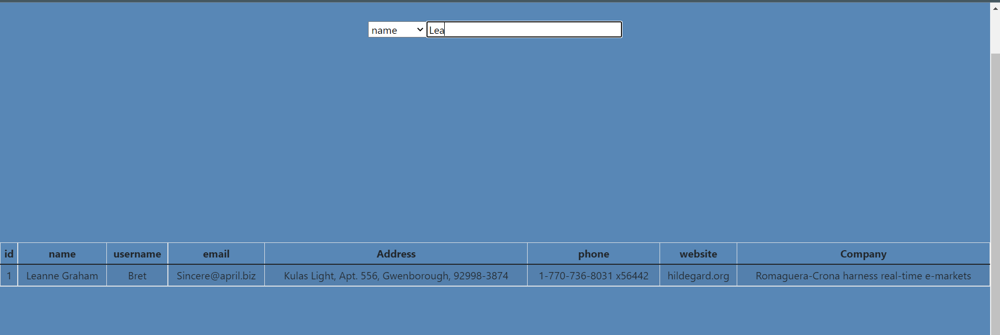 name Lea
id name username email Address phone website Company
1 Leanne Graham Bret Sincere@april.biz Kulas Light, Apt. 556, Gwenborough, 92998-3874 1-770-736-8031 x56442 hildegard.org Romaguera-Crona harness real-time e-markets